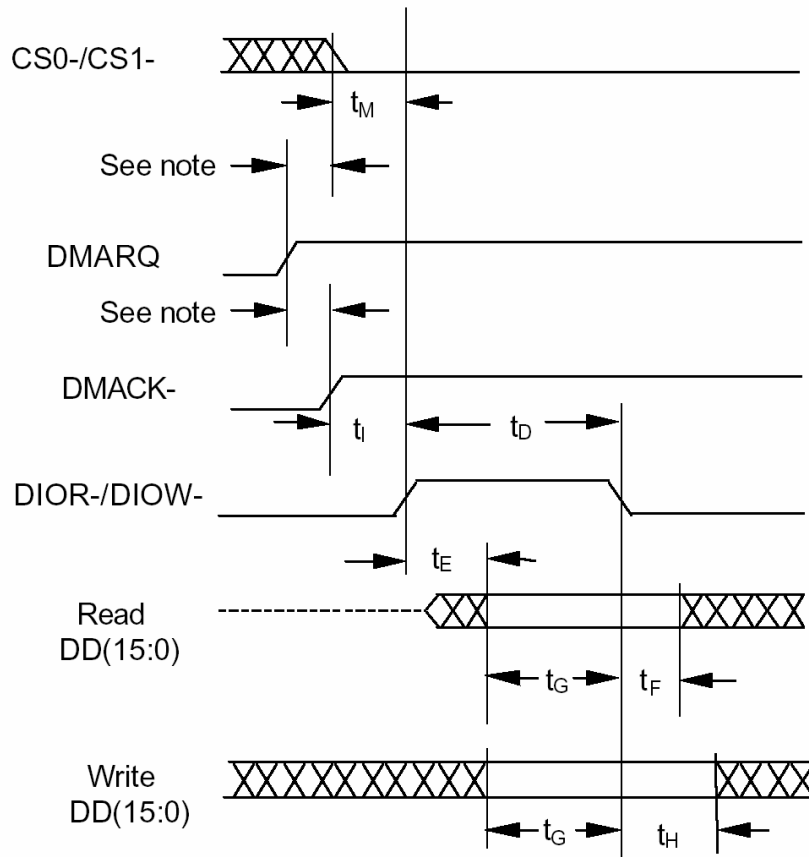 CS0-/CS1-
tM
See note
DMARQ
See note
DMACK-
tI
tD
DIOR-/DIOW-
tE
Read
DD(15:0)
tG
tF
Write
DD(15:0)
tG
tH